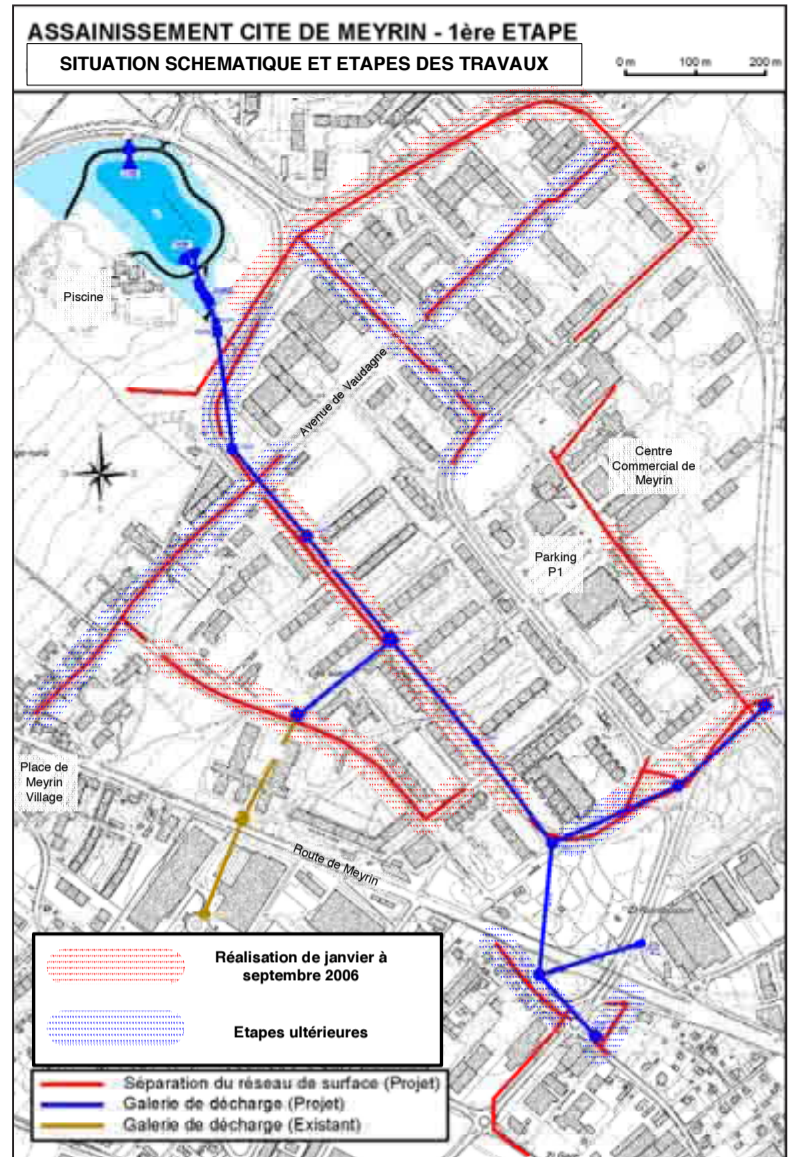 ASSAINISSEMENT CITE DE MEYRIN - 1ère ETAPE
SITUATION SCHEMATIQUE ET ETAPES DES TRAVAUX
0 m 100 m 200 m
Piscine
Avenue de Vaudagne
Centre
Commercial de
Meyrin
Parking
P1
Place de
Meyrin
Village
Route de Meyrin
Réalisation de janvier à
septembre 2006
Etapes ultérieures
Séparation du réseau de surface (Projet)
Galerie de décharge (Projet)
Galerie de décharge (Existant)